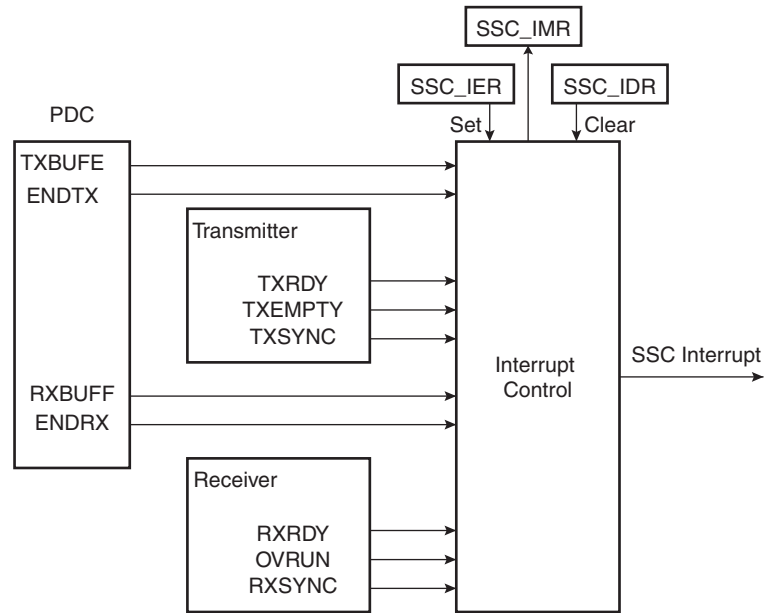 SSC_IMR
SSC_IER
SSC_IDR
PDC
Set
Clear
TXBUFE
ENDTX
Transmitter
TXRDY
TXEMPTY
TXSYNC
Interrupt
Control
SSC Interrupt
RXBUFF
ENDRX
Receiver
RXRDY
OVRUN
RXSYNC